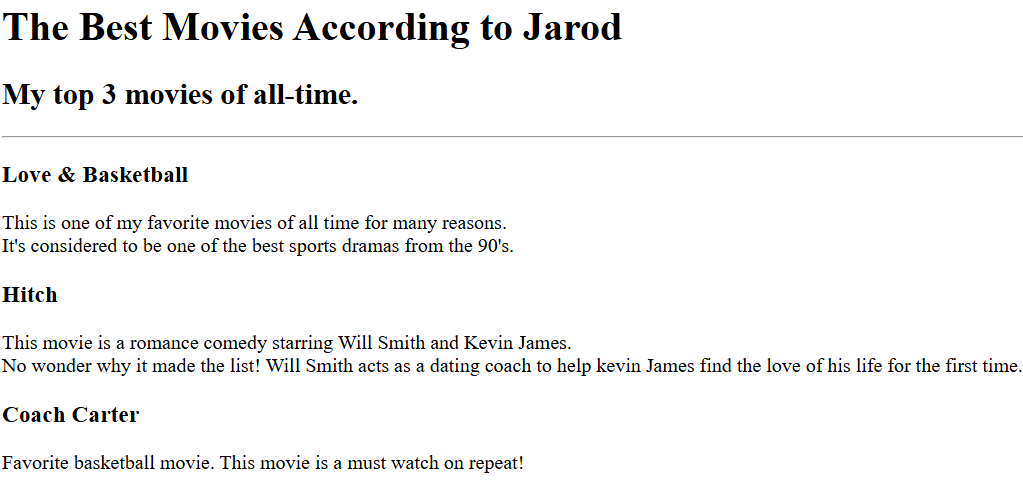 The Best Movies According to Jarod
My top 3 movies of all-time.
Love & Basketball
This is one of my favorite movies of all time for many reasons.
It's considered to be one of the best sports dramas from the 90's.
Hitch
This movie is a romance comedy starring Will Smith and Kevin James.
No wonder why it made the list! Will Smith acts as a dating coach to help kevin James find the love of his life for the first time.
Coach Carter
Favorite basketball movie. This movie is a must watch on repeat!